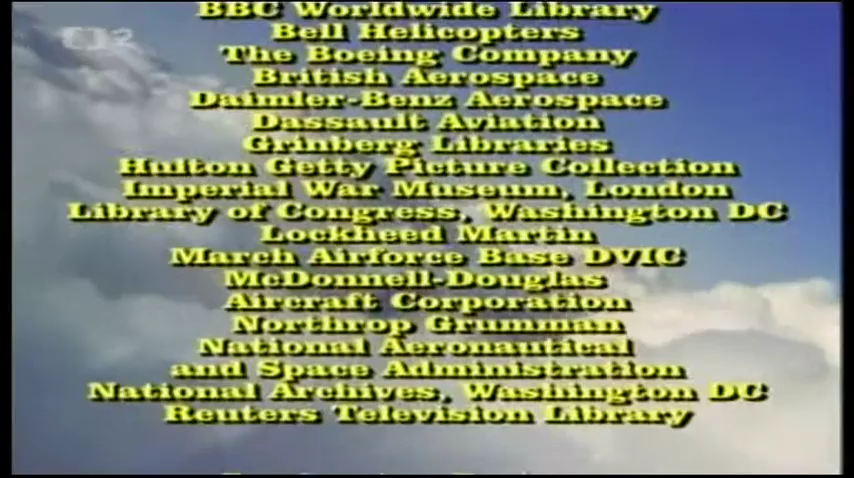 ČT 2
BBC Worldwide Library
Bell Helicopters
The Boeing Company
British Aerospace
Daimler-Benz Aerospace
Dassault Aviation
Grinberg Libraries
Hulton Getty Picture Collection
Imperial War Museum, London
Library of Congress, Washington DC
Lockheed Martin
March Airforce Base DVIC
McDonnell-Douglas
Aircraft Corporation
Northrop Grumman
National Aeronautical
and Space Administration
National Archives, Washington DC
Reuters Television Library